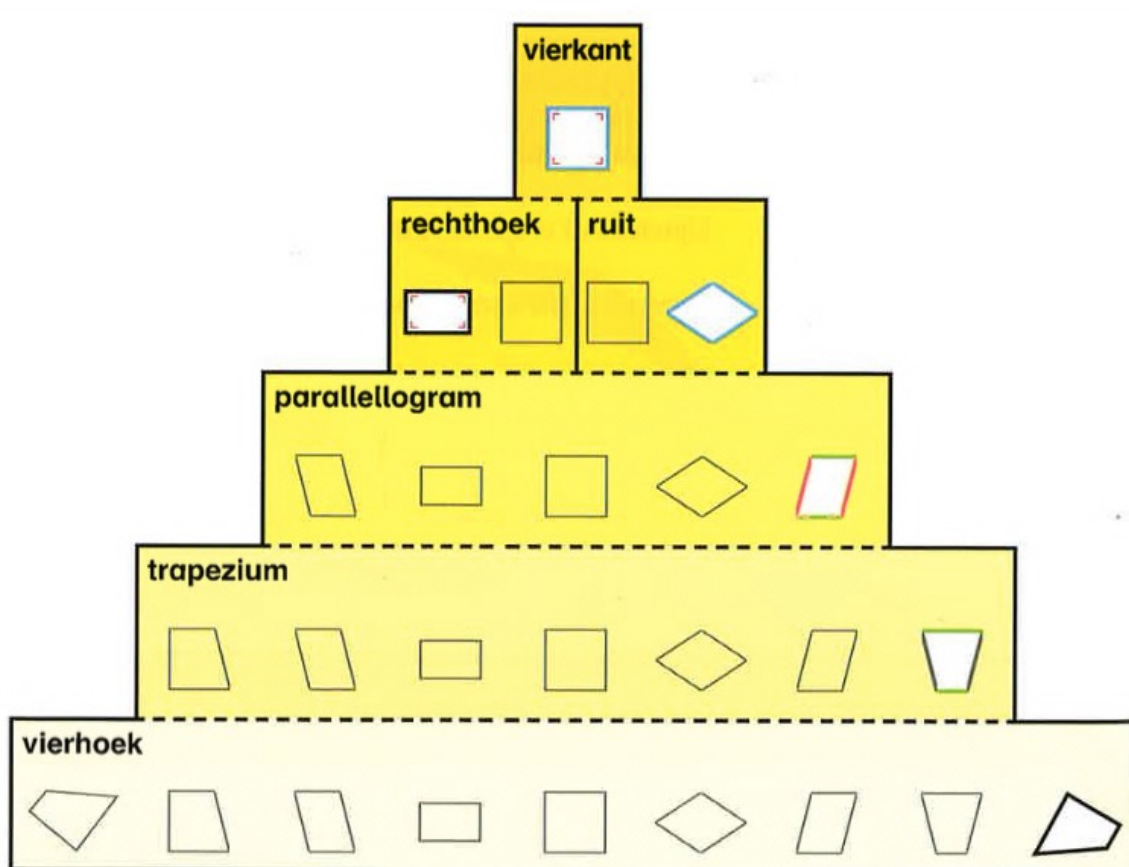 vierkant
rechthoek ruit
parallellogram
trapezium
vierhoek